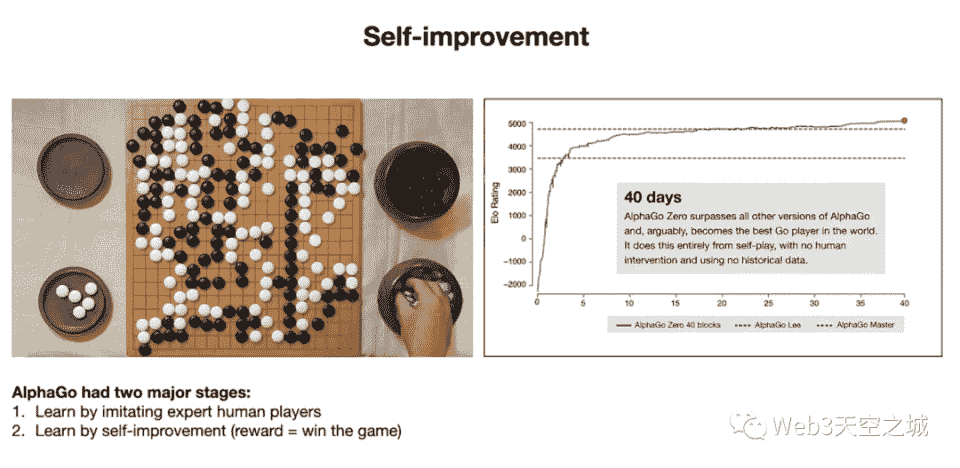 Self-improvement
5000
4000
3000
2000
1000
0
−1000
−2000
Elo Rating
40 days
AlphaGo Zero surpasses all other versions of AlphaGo
and, arguably, becomes the best Go player in the world.
It does this entirely from self-play, with no human
intervention and using no historical data.
0
5
10
15
20
25
30
35
40
AlphaGo Zero 40 blocks
AlphaGo Lee
AlphaGo Master
AlphaGo had two major stages:
1. Learn by imitating expert human players
2. Learn by self-improvement (reward = win the game)
Web3天空之城